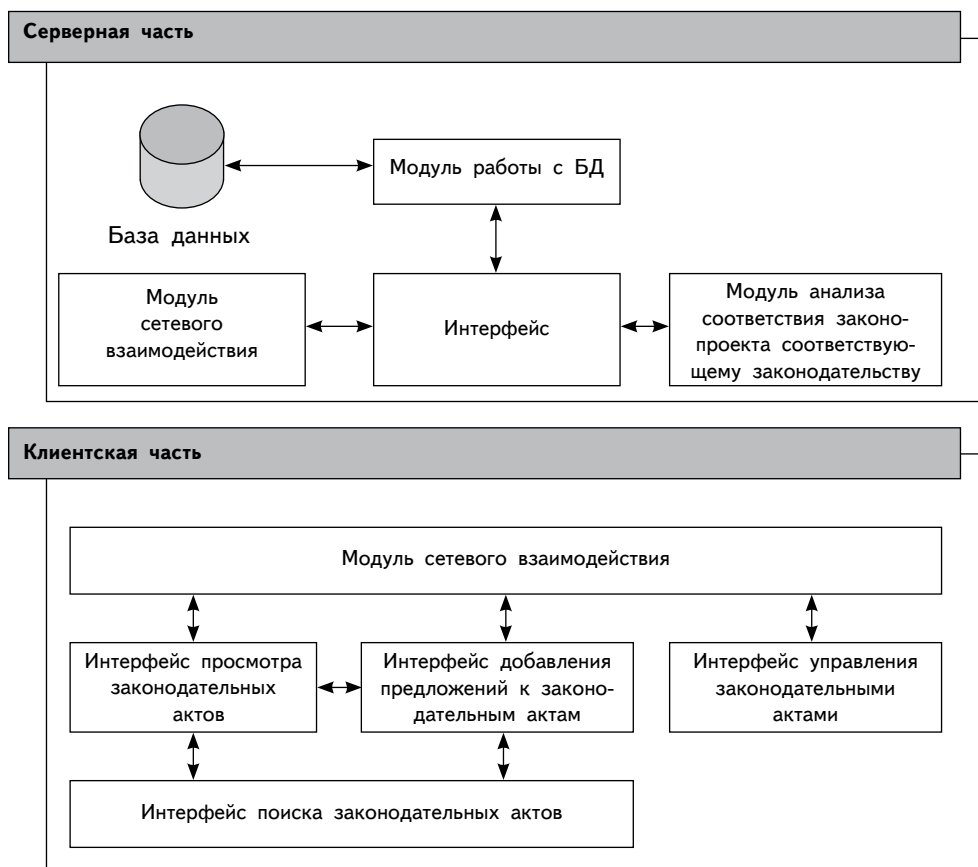 Серверная часть
Модуль работы с БД
База данных
Модуль
сетевого
взаимодействия
Интерфейс
Модуль анализа
соответствия законо-
проекта соответствую-
щему законодательству
Клиентская часть
Модуль сетевого взаимодействия
Интерфейс просмотра
законодательных
актов
Интерфейс добавления
предложений к законо-
дательным актам
Интерфейс управления
законодательными
актами
Интерфейс поиска законодательных актов